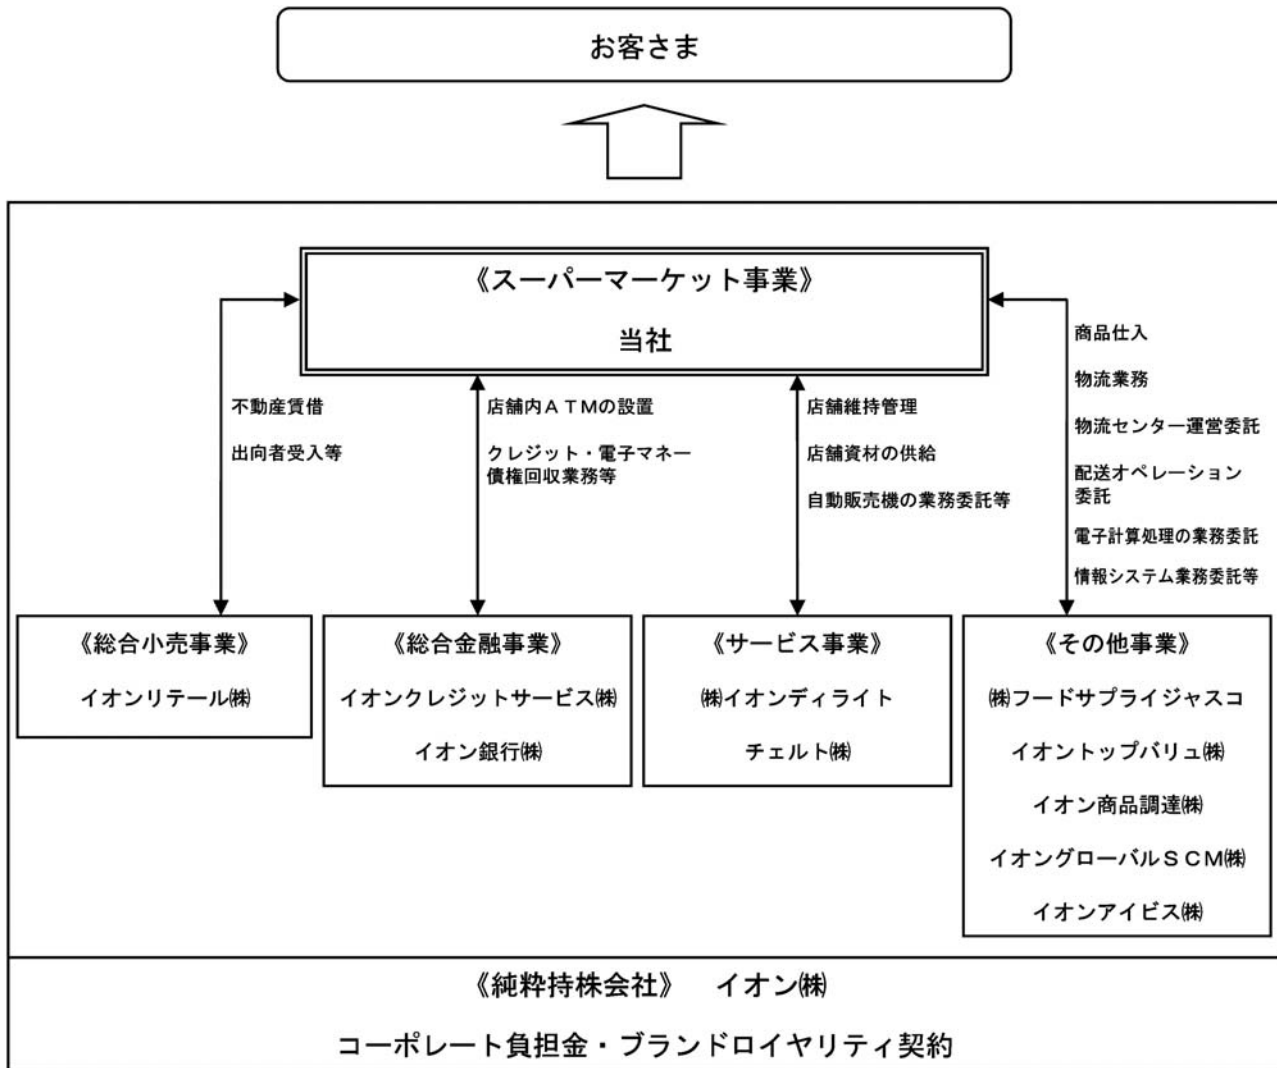 お客さま
《スーパーマーケット事業》
当社
不動産賃借
出向者受入等
店舗内ＡＴＭの設置
クレジット・電子マネー
債権回収業務等
店舗維持管理
店舗資材の供給
自動販売機の業務委託等
商品仕入
物流業務
物流センター運営委託
配送オペレーション
委託
電子計算処理の業務委託
情報システム業務委託等
《総合小売事業》
イオンリテール㈱
《総合金融事業》
イオンクレジットサービス㈱
イオン銀行㈱
《サービス事業》
㈱イオンディライト
チェルト㈱
《その他事業》
㈱フードサプライジャスコ
イオントップバリュ㈱
イオン商品調達㈱
イオングローバルＳＣＭ㈱
イオンアイビス㈱
《純粋持株会社》　イオン㈱
コーポレート負担金・ブランドロイヤリティ契約